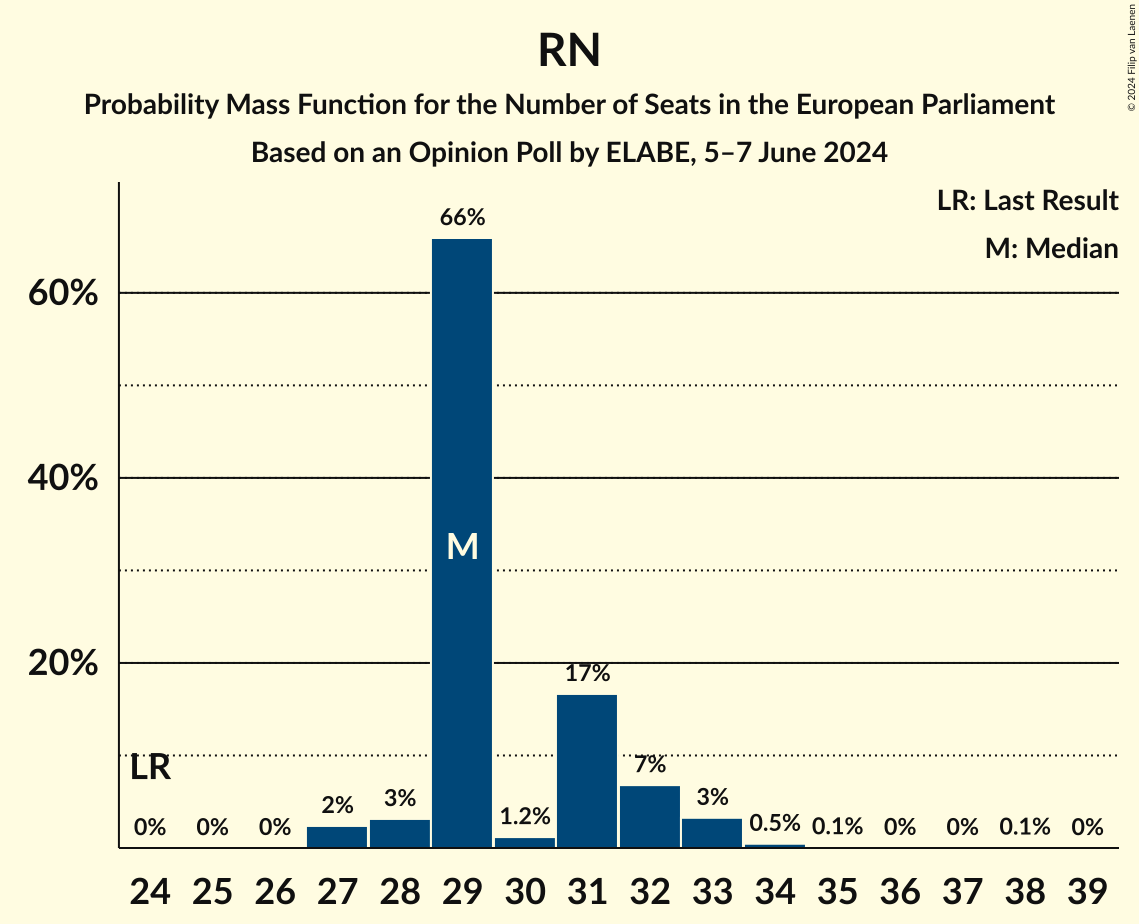 RN
Probability Mass Function for the Number of Seats in the European Parliament
Based on an Opinion Poll by ELABE, 5–7 June 2024
© 2024 Filip van Laenen
LR: Last Result
M: Median
60%
40%
20%
66%
M
LR
0%
0%
0%
2%
3%
1.2%
17%
7%
3%
0.5%
0.1%
0%
0%
0.1%
0%
24 25 26 27 28 29 30 31 32 33 34 35 36 37 38 39